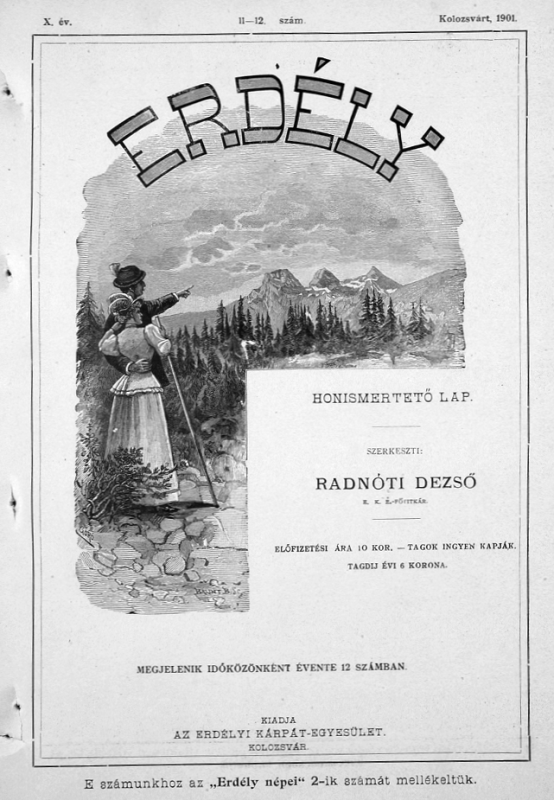 X. év.
11—12. szám.
Kolozsvárt, 1901.
ERDÉLY
HONISMERTETŐ LAP.
SZERKESZTI:
RADNÓTI DEZSŐ
E. K. E.-FŐTITKÁR.
ELŐFIZETÉSI ÁRA 10 KOR. — TAGOK INGYEN KAPJÁK.
TAGDIJ ÉVI 6 KORONA.
MEGJELENIK IDŐKÖZÖNKÉNT ÉVENTE 12 SZÁMBAN.
KIADJA
AZ ERDÉLYI KÁRPÁT-EGYESÜLET.
KOLOZSVÁR.
E számunkhoz az „Erdély népei" 2-ik számát mellékeltük.